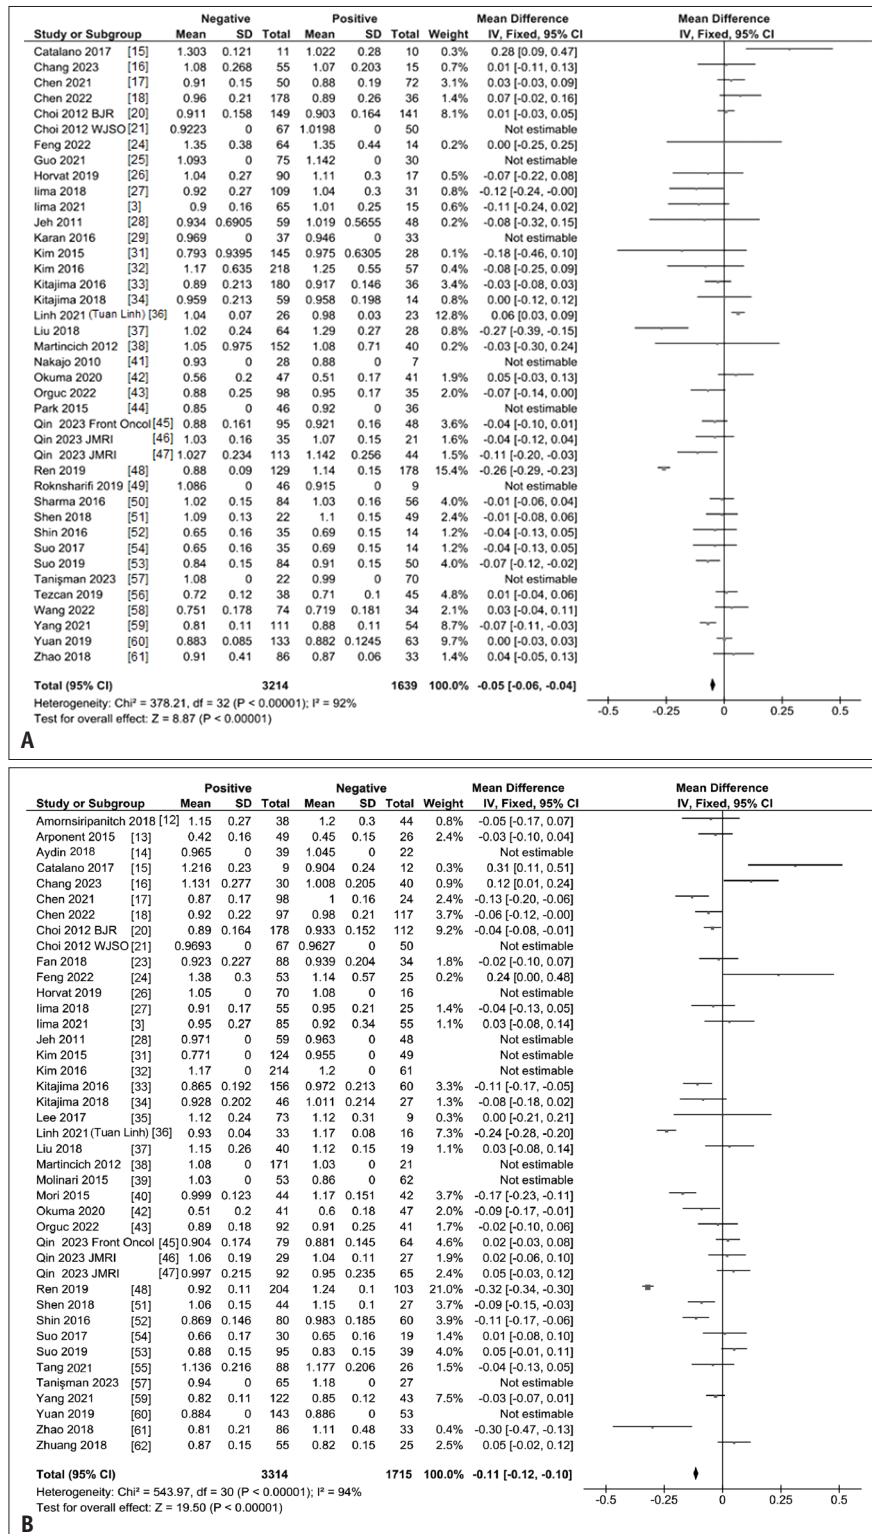 Negative Positive Mean Difference Mean Difference
Study or Subgroup Mean SD Total Mean SD Total Weight IV, Fixed, 95% CI IV, Fixed, 95% CI
Catalano 2017 [15] 1.303 0.121 11 1.022 0.28 10 0.3% 0.28 [0.09, 0.47]
Chang 2023 [16] 1.08 0.268 55 1.07 0.203 15 0.7% 0.01 [-0.11, 0.13]
Chen 2021 [17] 0.91 0.15 50 0.88 0.19 72 3.1% 0.03 [-0.03, 0.09]
Chen 2022 [18] 0.96 0.21 178 0.89 0.26 36 1.4% 0.07 [-0.02, 0.16]
Choi 2012 BJR [20] 0.911 0.158 149 0.903 0.164 141 8.1% 0.01 [-0.03, 0.05]
Choi 2012 WJSO [21] 0.9223 0 67 1.0198 0 50 Not estimable
Feng 2022 [24] 1.35 0.38 64 1.35 0.44 14 0.2% 0.00 [-0.25, 0.25]
Guo 2021 [25] 1.093 0 75 1.142 0 30 Not estimable
Horvat 2019 [26] 1.04 0.27 90 1.11 0.3 17 0.5% -0.07 [-0.22, 0.08]
Iima 2018 [27] 0.92 0.27 109 1.04 0.3 31 0.8% -0.12 [-0.24, -0.00]
Iima 2021 [3] 0.9 0.16 65 1.01 0.25 15 0.6% -0.11 [-0.24, 0.02]
Jeh 2011 [28] 0.934 0.6905 59 1.019 0.5655 48 0.2% -0.08 [-0.32, 0.15]
Karan 2016 [29] 0.969 0 37 0.946 0 33 Not estimable
Kim 2015 [31] 0.793 0.9395 145 0.975 0.6305 28 0.1% -0.18 [-0.46, 0.10]
Kim 2016 [32] 1.17 0.635 218 1.25 0.55 57 0.4% -0.08 [-0.25, 0.09]
Kitajima 2016 [33] 0.89 0.213 180 0.917 0.146 36 3.6% -0.03 [-0.08, 0.03]
Kitajima 2018 [34] 0.959 0.213 59 0.958 0.198 14 0.8% 0.00 [-0.12, 0.12]
Linh 2021 (Tuan Linh) [36] 1.04 0.07 26 0.98 0.03 23 12.8% 0.06 [0.03, 0.09]
Liu 2018 [37] 1.02 0.24 64 1.29 0.27 28 0.8% -0.27 [-0.39, -0.15]
Martincich 2012 [38] 1.05 0.975 152 1.08 0.71 40 0.2% -0.03 [-0.30, 0.24]
Nakajo 2010 [41] 0.93 0 28 0.88 0 7 Not estimable
Okuma 2020 [42] 0.56 0.2 47 0.51 0.17 41 1.9% 0.05 [-0.03, 0.13]
Orguc 2022 [43] 0.88 0.25 98 0.95 0.17 35 2.0% -0.07 [-0.14, 0.00]
Park 2015 [44] 0.85 0 46 0.92 0 36 Not estimable
Qin 2023 Front Oncol [45] 0.88 0.161 95 0.921 0.16 48 3.6% -0.04 [-0.10, 0.01]
Qin 2023 JMRI [46] 1.03 0.16 35 1.07 0.15 21 1.6% -0.04 [-0.12, 0.04]
Qin 2023 JMRI [47] 1.027 0.234 113 1.142 0.256 44 1.4% -0.11 [-0.20, -0.03]
Ren 2019 [48] 0.88 0.09 129 1.14 0.15 178 15.4% -0.26 [-0.29, -0.23]
Roknsharifi 2019 [49] 1.086 0 46 0.915 0 9 Not estimable
Sharma 2016 [50] 1.02 0.15 84 1.03 0.16 56 4.0% -0.01 [-0.06, 0.04]
Shen 2018 [51] 1.09 0.13 22 1.1 0.15 49 2.4% -0.01 [-0.08, 0.06]
Shin 2016 [52] 0.65 0.16 35 0.69 0.15 14 1.2% -0.04 [-0.13, 0.05]
Suo 2017 [54] 0.65 0.16 35 0.69 0.15 14 1.2% -0.04 [-0.13, 0.05]
Suo 2019 [53] 0.84 0.15 84 0.91 0.15 50 4.0% -0.07 [-0.12, -0.02]
Tanişman 2023 [57] 1.08 0 22 0.99 0 70 Not estimable
Tezcan 2019 [56] 0.72 0.12 38 0.71 0.1 45 4.8% 0.01 [-0.04, 0.06]
Wang 2022 [58] 0.751 0.178 74 0.719 0.181 34 2.1% 0.03 [-0.04, 0.11]
Yang 2021 [59] 0.81 0.11 111 0.88 0.11 54 8.7% -0.07 [-0.11, -0.03]
Yuan 2019 [60] 0.883 0.085 133 0.882 0.1245 63 9.7% 0.00 [-0.03, 0.03]
Zhao 2018 [61] 0.91 0.41 86 0.87 0.06 33 1.4% 0.04 [-0.05, 0.13]
Total (95% CI) 3214 1639 100.0% -0.05 [-0.06, -0.04]
Heterogeneity: Chi² = 378.21, df = 32 (P < 0.00001); I² = 92%
Test for overall effect: Z = 8.87 (P < 0.00001)
-0.5 -0.25 0 0.25 0.5
A
Positive Negative Mean Difference Mean Difference
Study or Subgroup Mean SD Total Mean SD Total Weight IV, Fixed, 95% CI IV, Fixed, 95% CI
Amornsiripanitch 2018 [12] 1.15 0.27 38 1.2 0.3 44 0.8% -0.05 [-0.17, 0.07]
Arponent 2015 [13] 0.42 0.16 49 0.45 0.15 26 2.4% -0.03 [-0.10, 0.04]
Aydin 2018 [14] 0.965 0 39 1.045 0 22 Not estimable
Catalano 2017 [15] 1.216 0.23 9 0.904 0.24 12 0.3% 0.31 [0.11, 0.51]
Chang 2023 [16] 1.131 0.277 30 1.008 0.205 40 0.9% 0.12 [0.01, 0.24]
Chen 2021 [17] 0.87 0.17 98 1 0.16 24 2.4% -0.13 [-0.20, -0.06]
Chen 2022 [18] 0.92 0.22 97 0.98 0.21 117 3.7% -0.06 [-0.12, -0.00]
Choi 2012 BJR [20] 0.89 0.164 178 0.933 0.152 112 9.2% -0.04 [-0.08, -0.01]
Choi 2012 WJSO [21] 0.9693 0 67 0.9627 0 50 Not estimable
Fan 2018 [23] 0.923 0.227 88 0.939 0.204 34 1.8% -0.02 [-0.10, 0.07]
Feng 2022 [24] 1.38 0.3 53 1.14 0.57 25 0.2% 0.24 [0.00, 0.48]
Horvat 2019 [26] 1.05 0 70 1.08 0 16 Not estimable
Iima 2018 [27] 0.91 0.17 55 0.95 0.21 25 1.4% -0.04 [-0.13, 0.05]
Iima 2021 [3] 0.95 0.27 85 0.92 0.34 55 1.1% 0.03 [-0.08, 0.14]
Jeh 2011 [28] 0.971 0 59 0.963 0 48 Not estimable
Kim 2015 [31] 0.771 0 124 0.955 0 49 Not estimable
Kim 2016 [32] 1.17 0 214 1.2 0 61 Not estimable
Kitajima 2016 [33] 0.865 0.192 156 0.972 0.213 60 3.3% -0.11 [-0.17, -0.05]
Kitajima 2018 [34] 0.928 0.202 46 1.011 0.214 27 1.2% -0.08 [-0.18, 0.02]
Lee 2017 [35] 1.12 0.24 73 1.12 0.31 9 0.3% 0.00 [-0.21, 0.21]
Linh 2021 (Tuan Linh) [36] 0.93 0.04 33 1.17 0.08 16 7.3% -0.24 [-0.28, -0.20]
Liu 2018 [37] 1.15 0.26 40 1.12 0.15 19 1.1% 0.03 [-0.08, 0.14]
Martincich 2012 [38] 1.08 0 171 1.03 0 21 Not estimable
Molinari 2015 [39] 1.03 0 53 0.86 0 62 Not estimable
Mori 2015 [40] 0.999 0.123 44 1.17 0.151 42 3.7% -0.17 [-0.23, -0.11]
Okuma 2020 [42] 0.51 0.2 41 0.6 0.18 47 2.0% -0.09 [-0.17, -0.01]
Orguc 2022 [43] 0.89 0.18 92 0.91 0.25 41 1.7% -0.02 [-0.10, 0.06]
Qin 2023 Front Oncol [45] 0.904 0.174 79 0.881 0.145 64 4.6% 0.02 [-0.03, 0.08]
Qin 2023 JMRI [46] 1.06 0.19 29 1.04 0.11 27 1.9% 0.02 [-0.06, 0.10]
Qin 2023 JMRI [47] 0.997 0.215 92 0.95 0.235 65 2.4% 0.05 [-0.03, 0.12]
Ren 2019 [48] 0.92 0.11 204 1.24 0.1 103 21.0% -0.32 [-0.34, -0.30]
Shen 2018 [51] 1.06 0.15 44 1.15 0.1 27 3.7% -0.09 [-0.15, -0.03]
Shin 2016 [52] 0.869 0.146 80 0.983 0.185 60 3.9% -0.11 [-0.17, -0.06]
Suo 2017 [54] 0.66 0.17 30 0.65 0.16 19 1.4% 0.01 [-0.08, 0.10]
Suo 2019 [53] 0.88 0.15 95 0.83 0.15 39 4.0% 0.05 [-0.01, 0.11]
Tang 2021 [55] 1.136 0.216 88 1.177 0.206 26 1.5% -0.04 [-0.13, 0.05]
Tanişman 2023 [57] 0.94 0 65 1.18 0 27 Not estimable
Yang 2021 [59] 0.82 0.11 122 0.85 0.12 43 7.5% -0.03 [-0.07, 0.01]
Yuan 2019 [60] 0.884 0 143 0.886 0 53 Not estimable
Zhao 2018 [61] 0.81 0.21 86 1.11 0.48 33 0.4% -0.30 [-0.47, -0.13]
Zhuang 2018 [62] 0.87 0.15 55 0.82 0.15 25 2.5% 0.05 [-0.02, 0.12]
Total (95% CI) 3314 1715 100.0% -0.11 [-0.12, -0.10]
Heterogeneity: Chi² = 543.97, df = 30 (P < 0.00001); I² = 94%
Test for overall effect: Z = 19.50 (P < 0.00001)
-0.5 -0.25 0 0.25 0.5
B